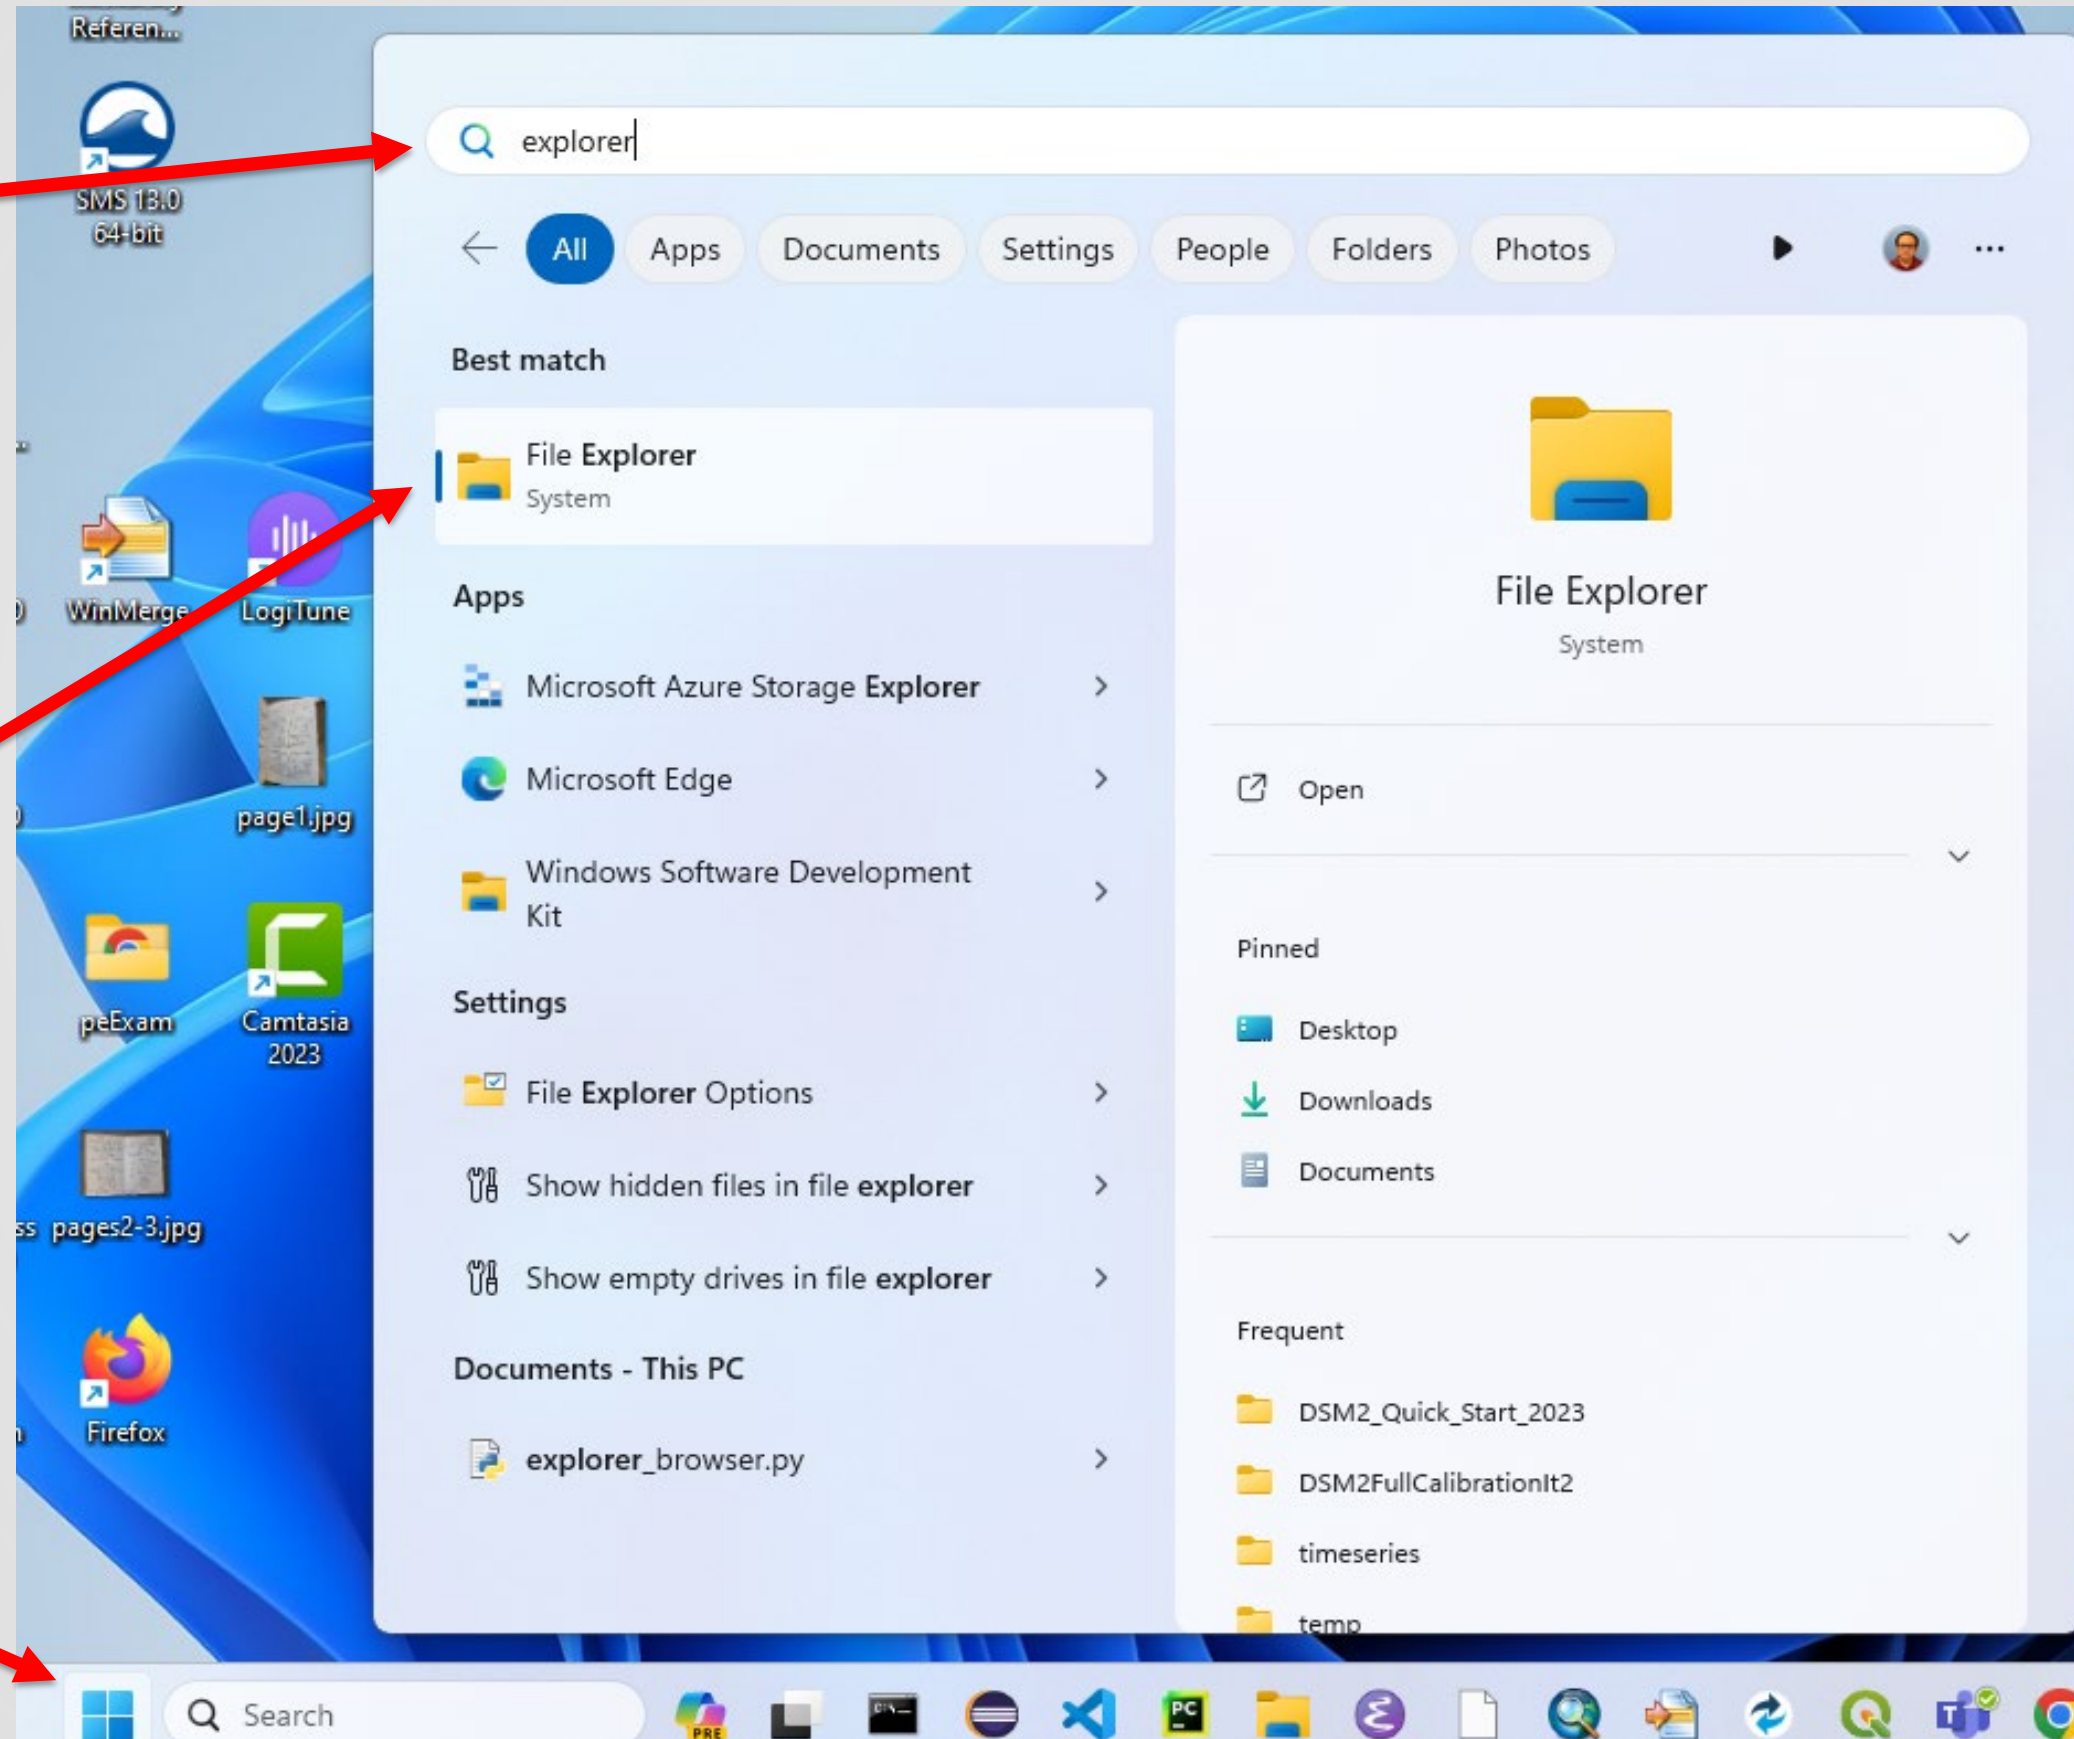 Referen...
SMS 13.0
64-bit
WinMerge
LogiTune
page1.jpg
peExam
Camtasia
2023
ss
pages2-3.jpg
Firefox
explorer
All
Apps
Documents
Settings
People
Folders
Photos
Best match
File Explorer
System
Apps
Microsoft Azure Storage Explorer
Microsoft Edge
Windows Software Development
Kit
Settings
File Explorer Options
Show hidden files in file explorer
Show empty drives in file explorer
Documents - This PC
explorer_browser.py
File Explorer
System
Open
Pinned
Desktop
Downloads
Documents
Frequent
DSM2_Quick_Start_2023
DSM2FullCalibrationIt2
timeseries
temp
Search
PRE
PC